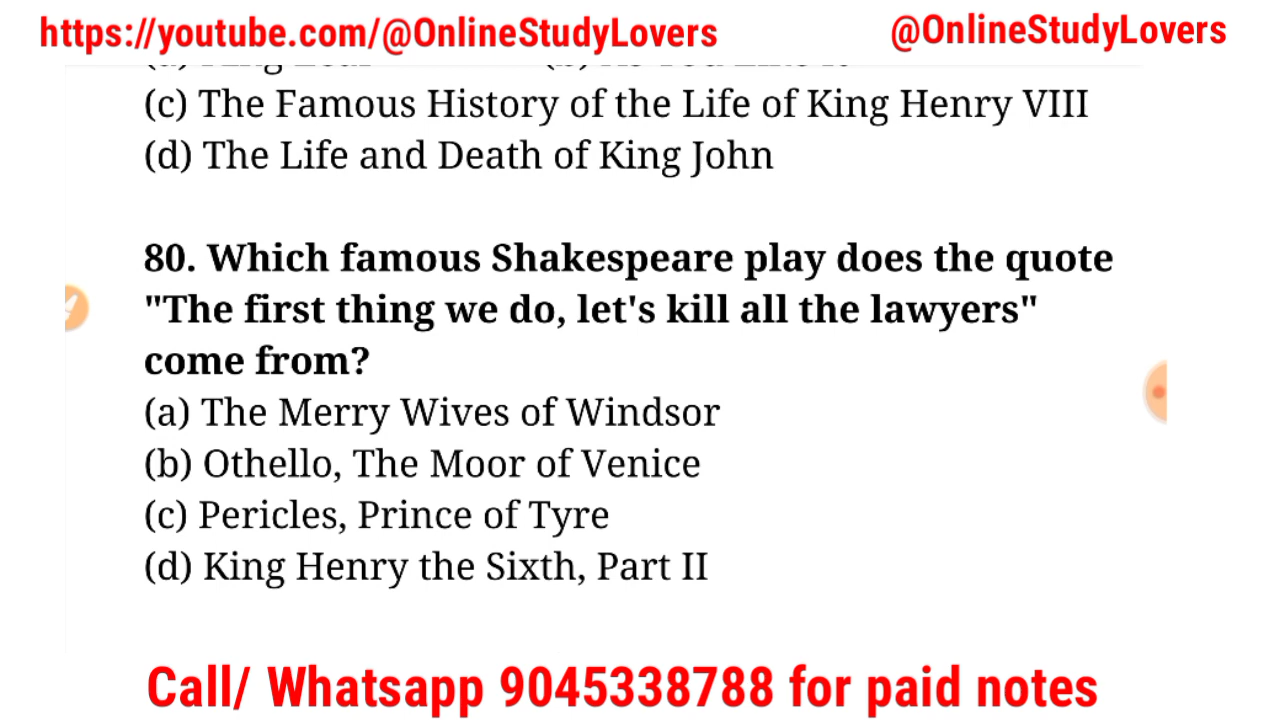 https://youtube.com/@OnlineStudyLovers @OnlineStudyLovers
(c) The Famous History of the Life of King Henry VIII
(d) The Life and Death of King John
80. Which famous Shakespeare play does the quote
"The first thing we do, let's kill all the lawyers"
come from?
(a) The Merry Wives of Windsor
(b) Othello, The Moor of Venice
(c) Pericles, Prince of Tyre
(d) King Henry the Sixth, Part II
Call/ Whatsapp 9045338788 for paid notes